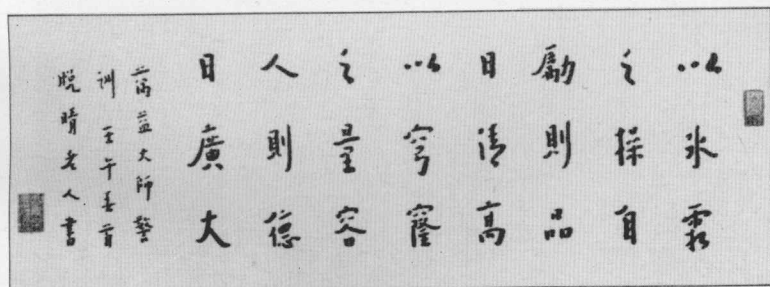 以冰霜
之操自
勵則品
日清高
以穹窿
之量容
人則德
日廣大
蕅益大師警
訓壬午春首
晚晴老人書